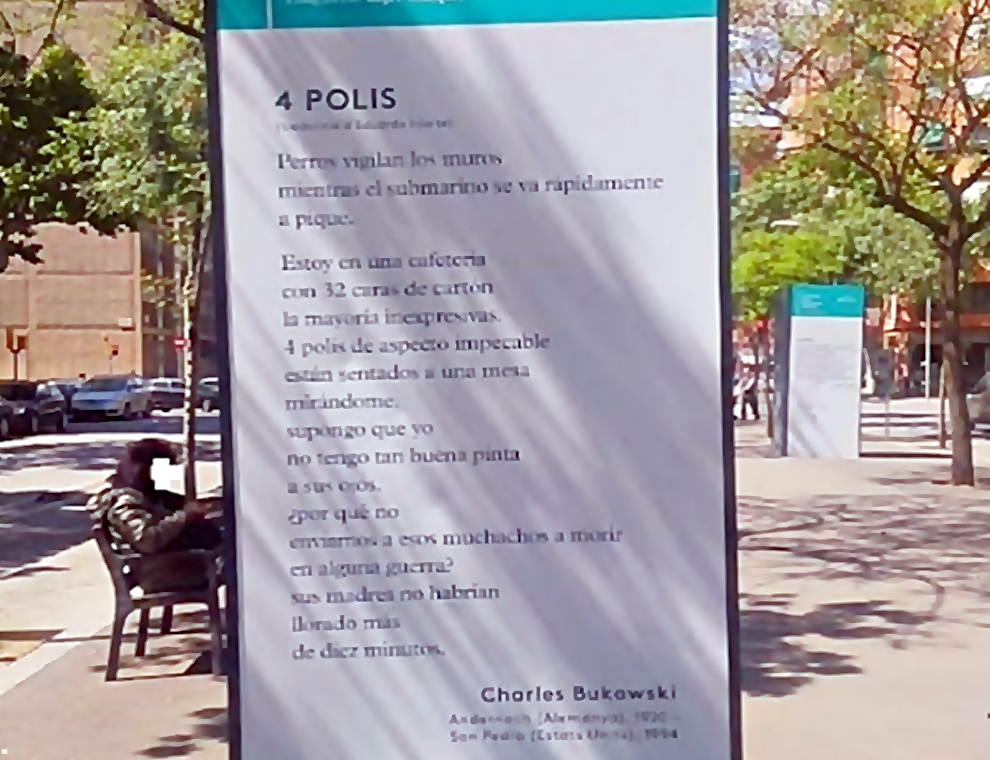 4 POLIS
Perros vigilan los muros
mientras el submarino se va rápidamente
a pique.
Estoy en una cafetería
con 32 caras de cartón
la mayoría inexpresivas.
4 polis de aspecto impecable
están sentados a una mesa
mirándome.
supongo que yo
no tengo tan buena pinta
a sus ojos.
¿por qué no
enviamos a esos muchachos a morir
en alguna guerra?
sus madres no habrían
llorado más
de diez minutos.
Charles Bukowski
Andernach (Alemanya), 1920 -
San Pedro (Estats Units), 1994